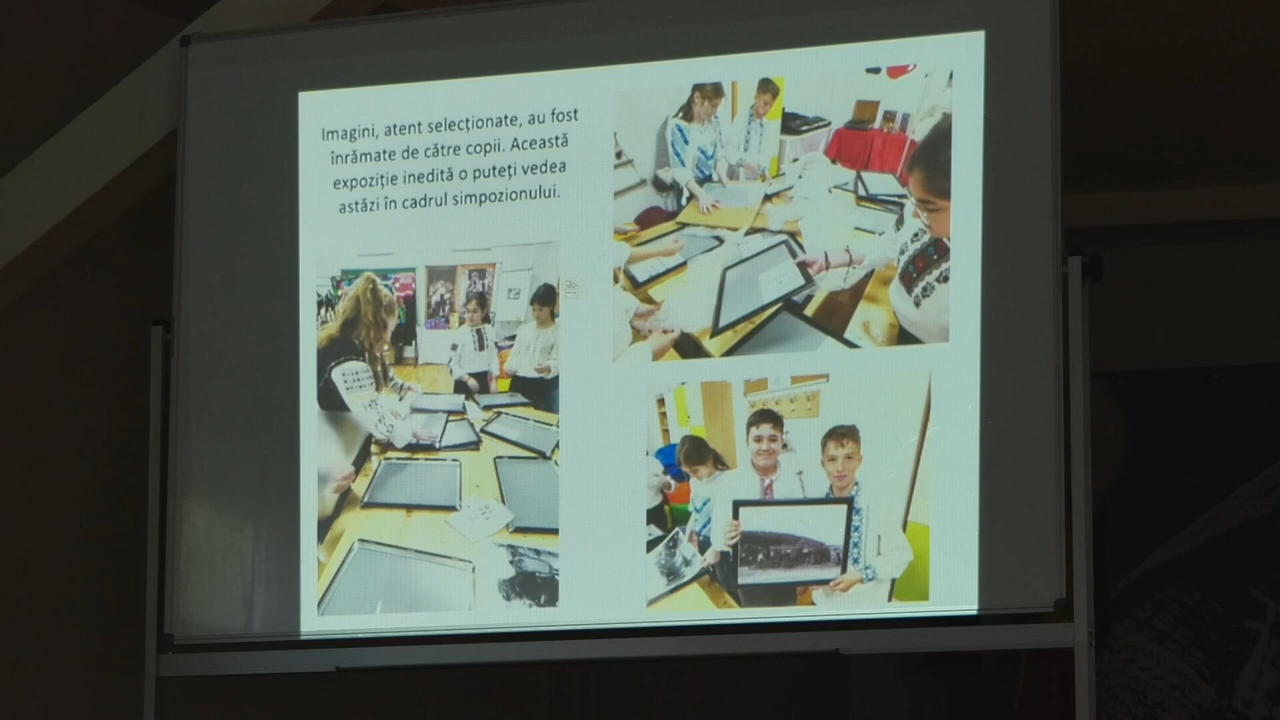 Imagini, atent selecționate, au fost
înrămate de către copii. Această
expoziție inedită o puteți vedea
astăzi în cadrul simpozionului.